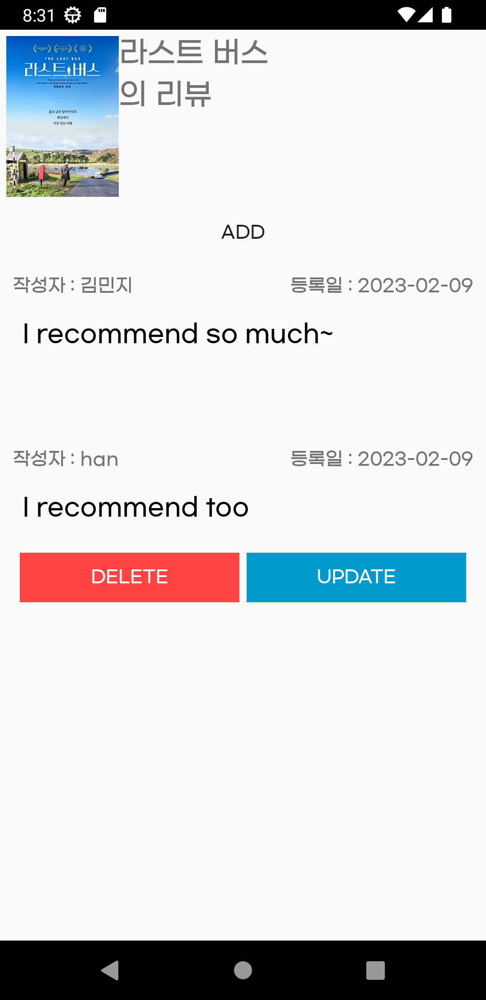 8:31
THE LAST BUS
라스트 버스
2023.02
홀로 남은 할아버지의
세상에서
가장 멋진 여행
라스트 버스
의 리뷰
ADD
작성자 : 김민지
등록일 : 2023-02-09
I recommend so much~
작성자 : han
등록일 : 2023-02-09
I recommend too
DELETE
UPDATE